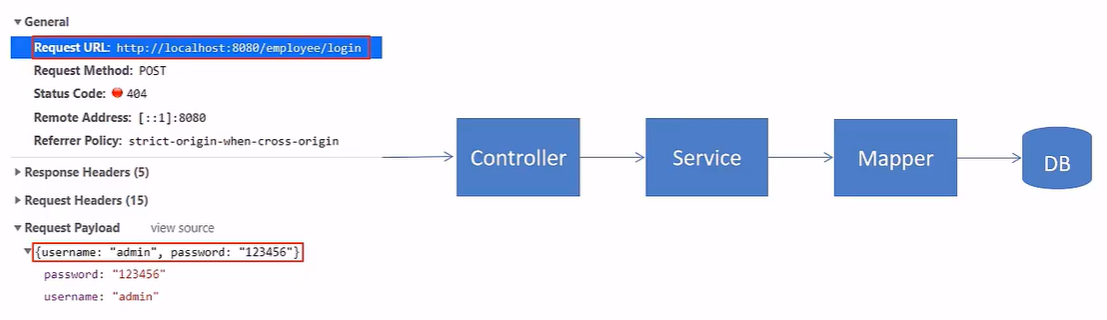 General
Request URL: http://localhost:8080/employee/login
Request Method: POST
Status Code: 404
Remote Address: [::1]:8080
Referrer Policy: strict-origin-when-cross-origin
Response Headers (5)
Request Headers (15)
Request Payload view source
{username: "admin", password: "123456"}
password: "123456"
username: "admin"
Controller
Service
Mapper
DB